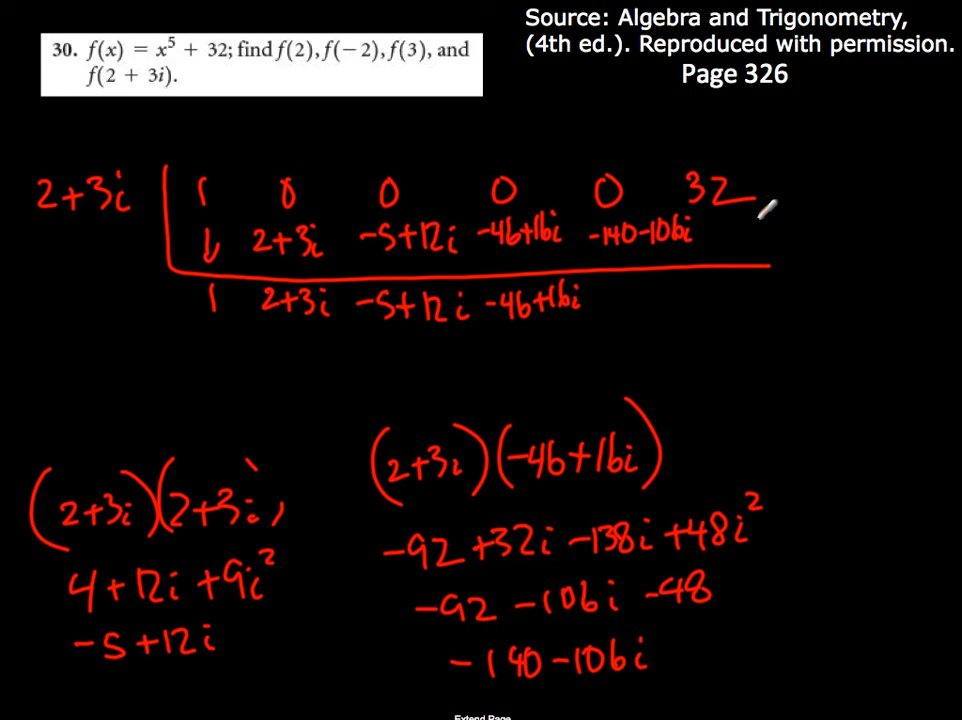 Source: Algebra and Trigonometry,
(4th ed.). Reproduced with permission.
Page 326
30. f(x) = x⁵ + 32; find f(2), f(−2), f(3), and
f(2 + 3i).
2+3i | 1 0 0 0 0 32
↓ 2+3i -5+12i -46+16i -140-106i
1 2+3i -5+12i -46+16i
(2+3i)(2+3i)
4+12i+9i²
-5+12i
(2+3i)(-46+16i)
-92+32i-138i+48i²
-92-106i-48
-140-106i
Extend Page